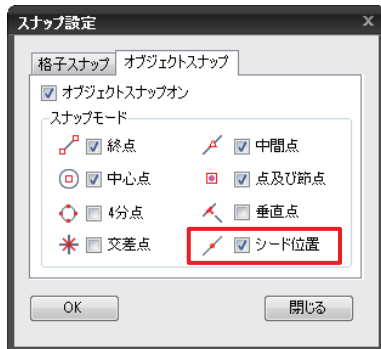 スナップ設定 x
格子スナップ オブジェクトスナップ
オブジェクトスナップオン
スナップモード
終点 中間点
中心点 点及び節点
4分点 垂直点
交差点 シード位置
OK 閉じる